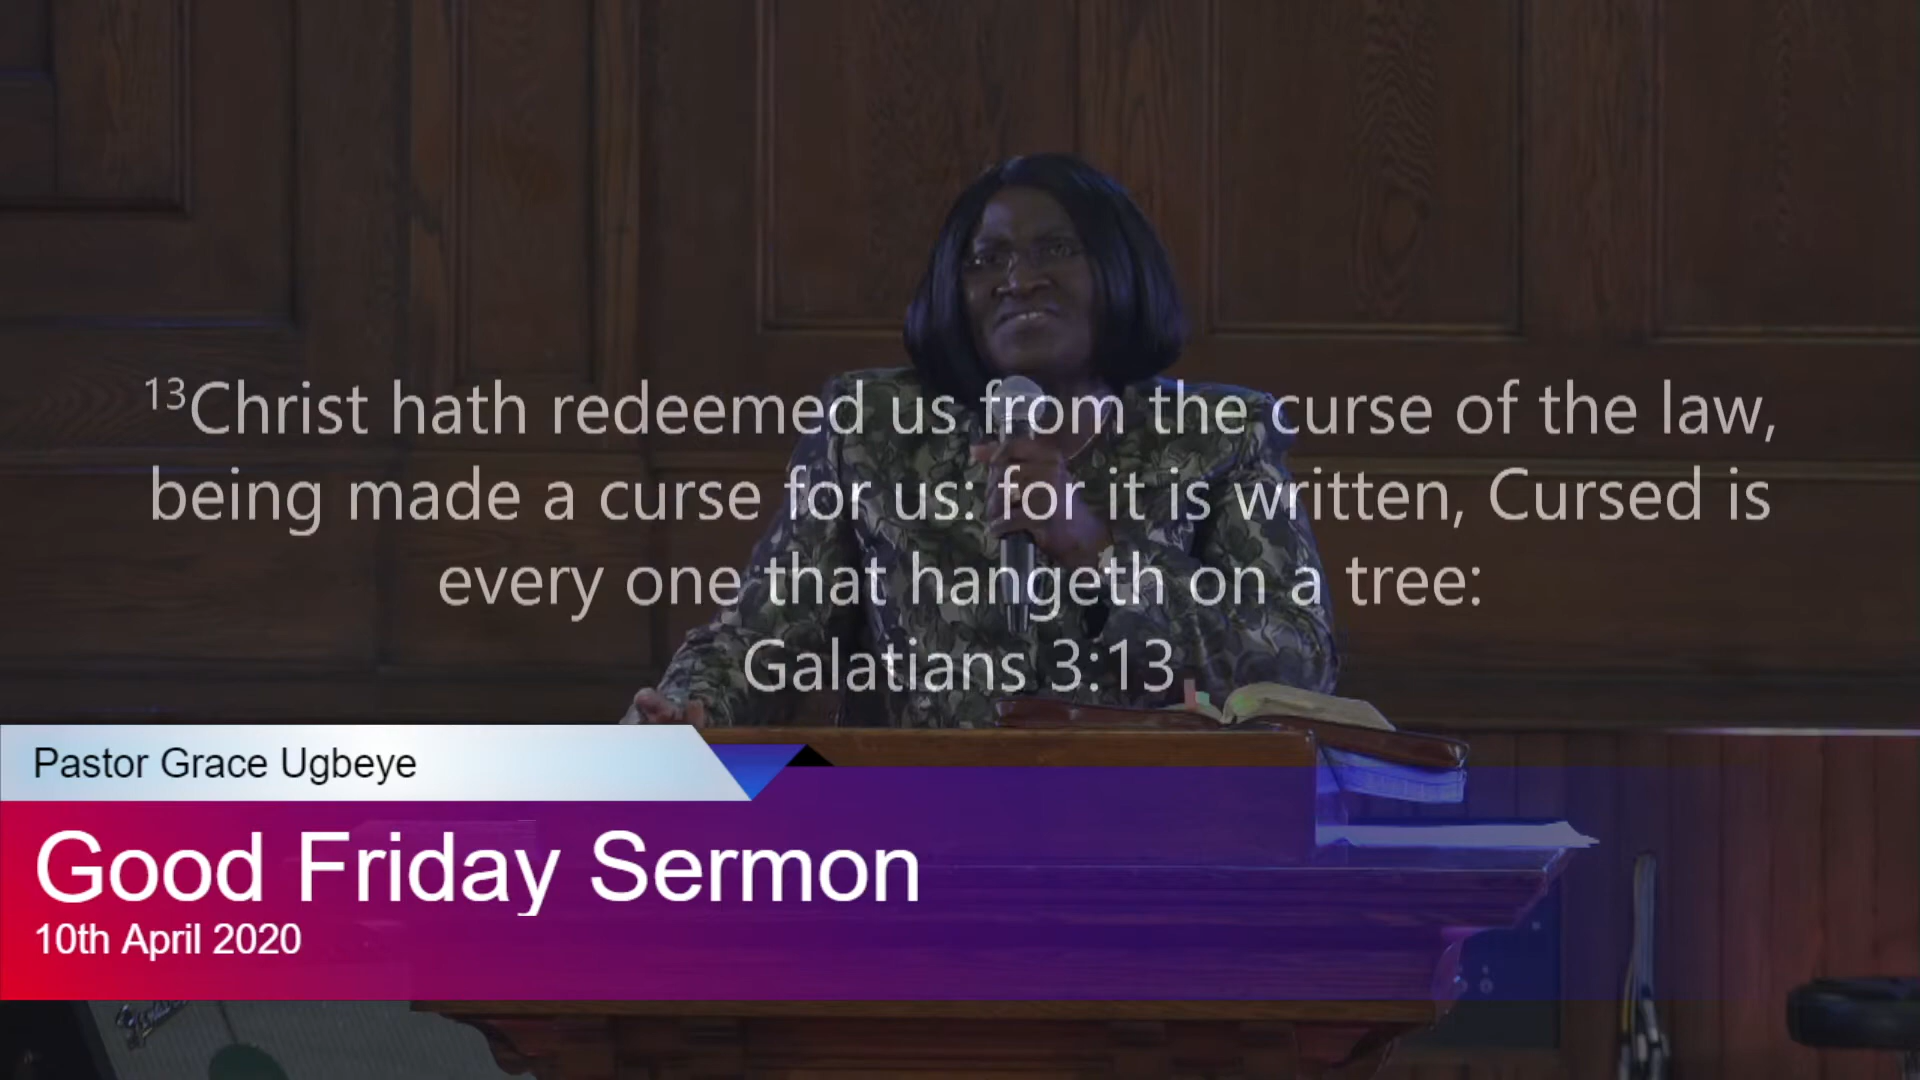 ¹³Christ hath redeemed us from the curse of the law,
being made a curse for us: for it is written, Cursed is
every one that hangeth on a tree:
Galatians 3:13
Pastor Grace Ugbeye
Good Friday Sermon
10th April 2020